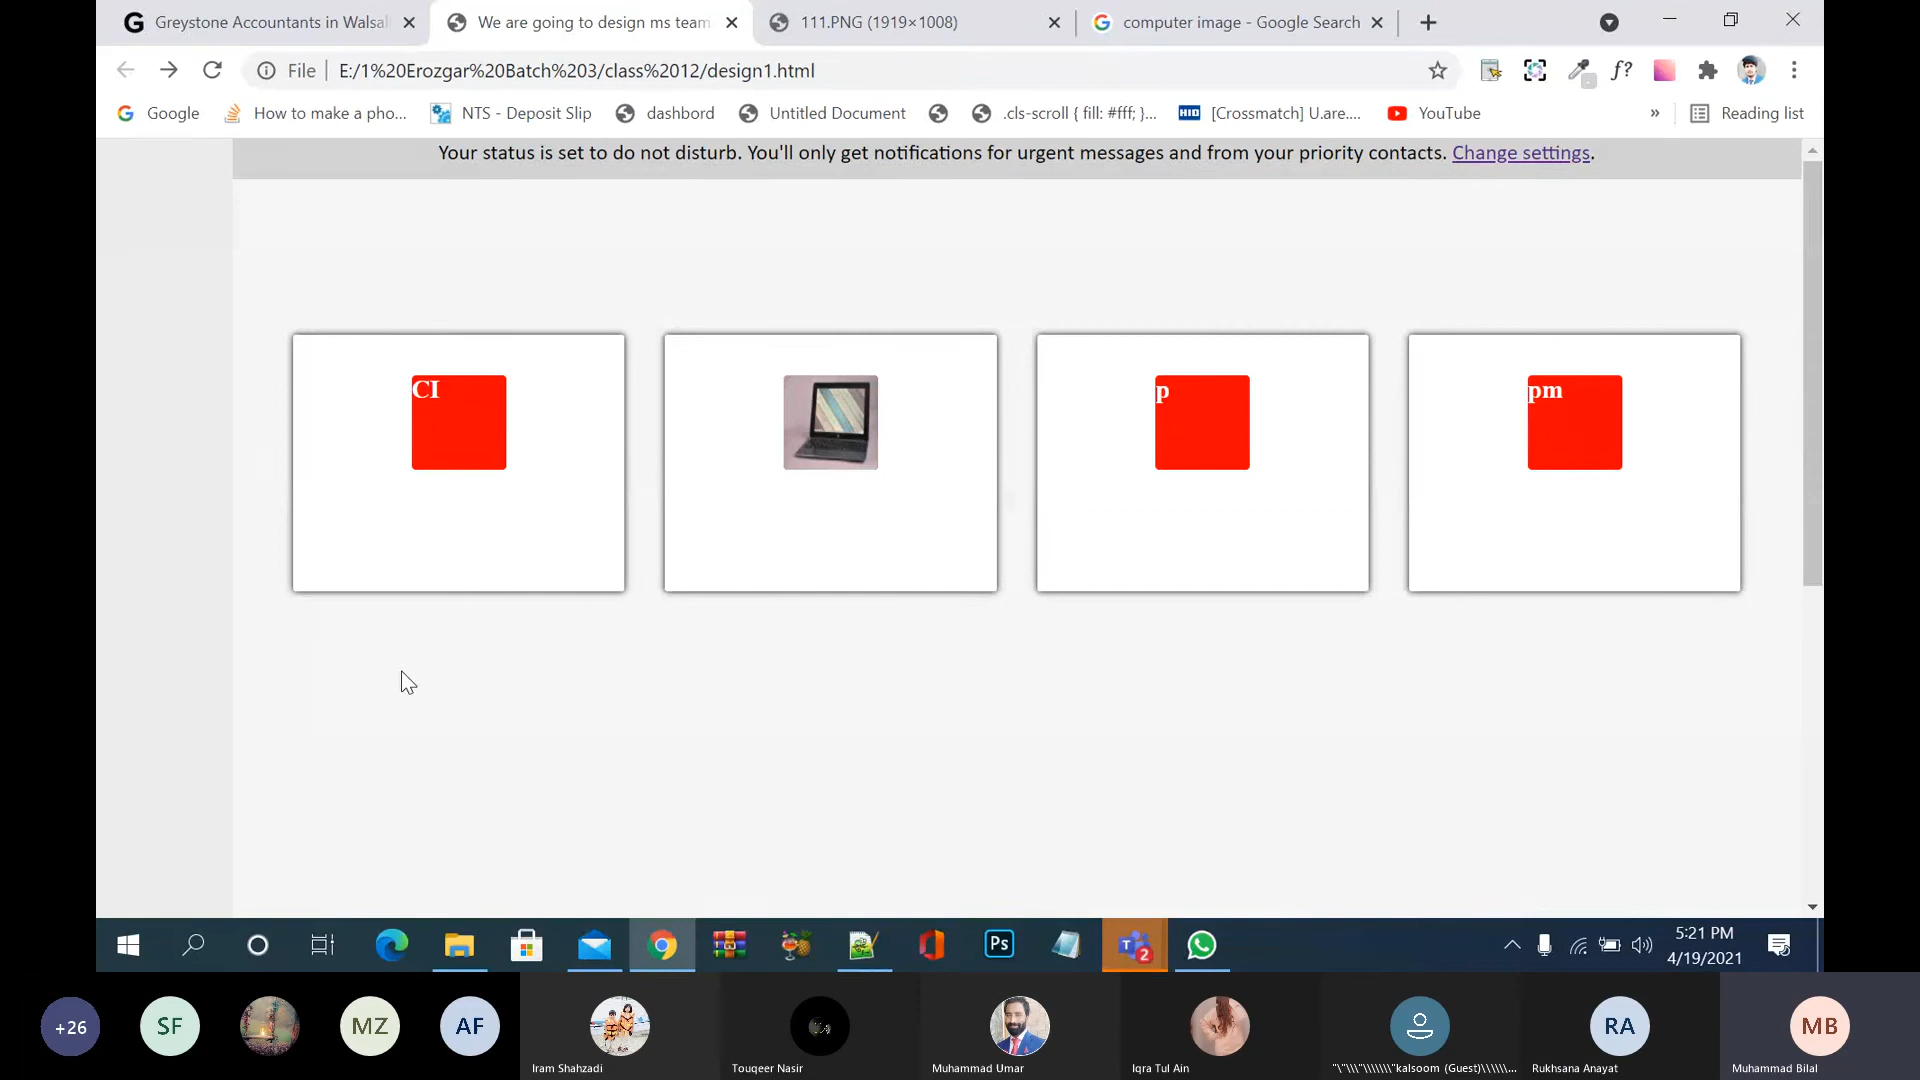 G Greystone Accountants in Walsal
We are going to design ms team
111.PNG (1919×1008)
computer image - Google Search
File
E:/1%20Erozgar%20Batch%203/class%2012/design1.html
f?
Google
How to make a pho...
NTS - Deposit Slip
dashbord
Untitled Document
.cls-scroll { fill: #fff; }...
HID
[Crossmatch] U.are....
YouTube
»
Reading list
Your status is set to do not disturb. You'll only get notifications for urgent messages and from your priority contacts. Change settings.
CI
p
pm
Ps
T
2
5:21 PM
4/19/2021
+26
SF
MZ
AF
RA
MB
Iram Shahzadi
Touqeer Nasir
Muhammad Umar
Iqra Tul Ain
"\"\\\"\\\\\\\"kalsoom (Guest)\\\\\\...
Rukhsana Anayat
Muhammad Bilal